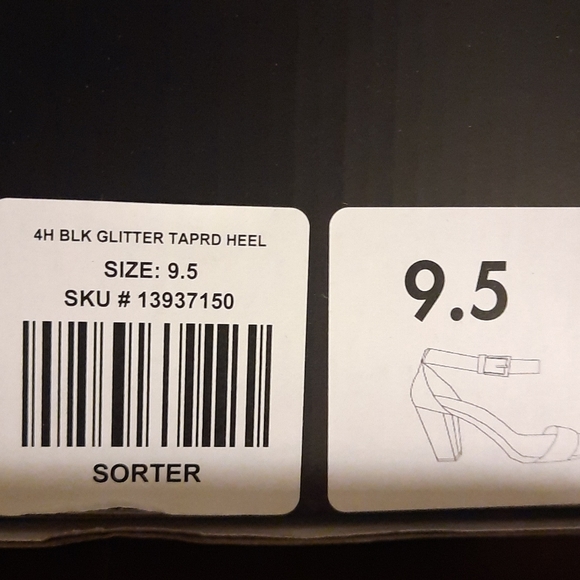 4H BLK GLITTER TAPRD HEEL
SIZE: 9.5
SKU # 13937150
SORTER
9.5